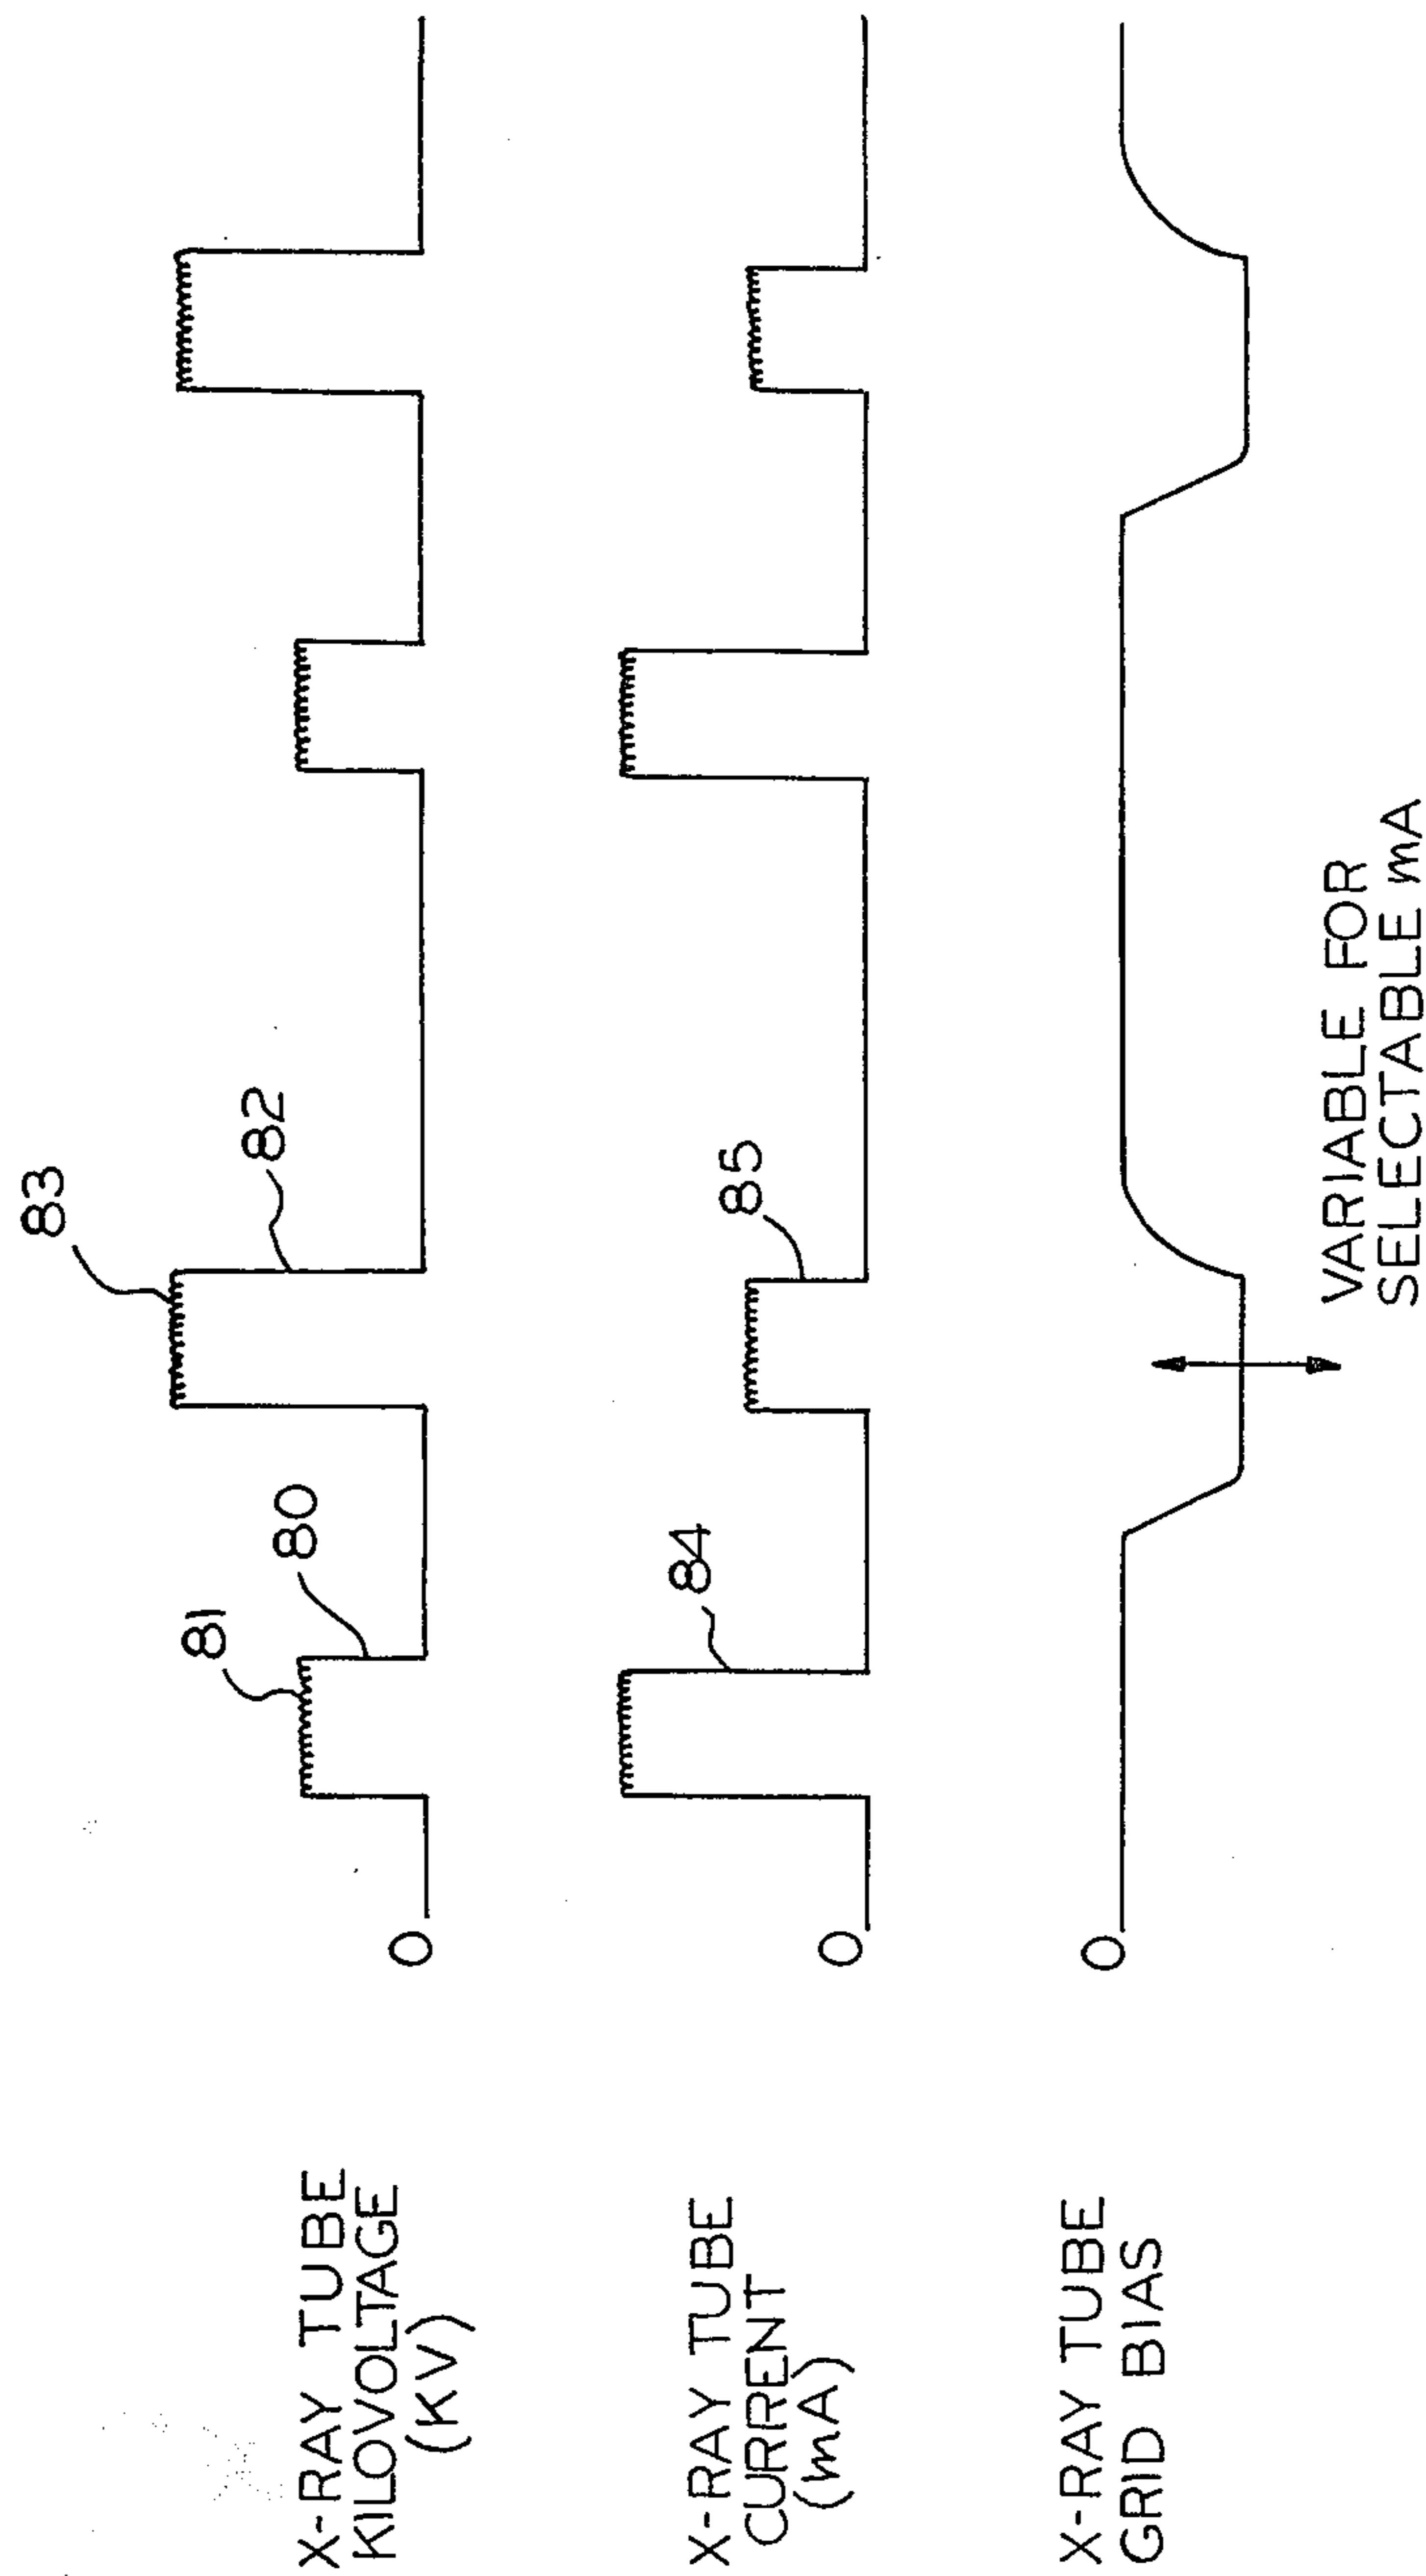 83
82
81
80
0
X-RAY TUBE
KILOVOLTAGE
(KV)
85
84
0
X-RAY TUBE
CURRENT
(mA)
0
X-RAY TUBE
GRID BIAS
VARIABLE FOR
SELECTABLE mA